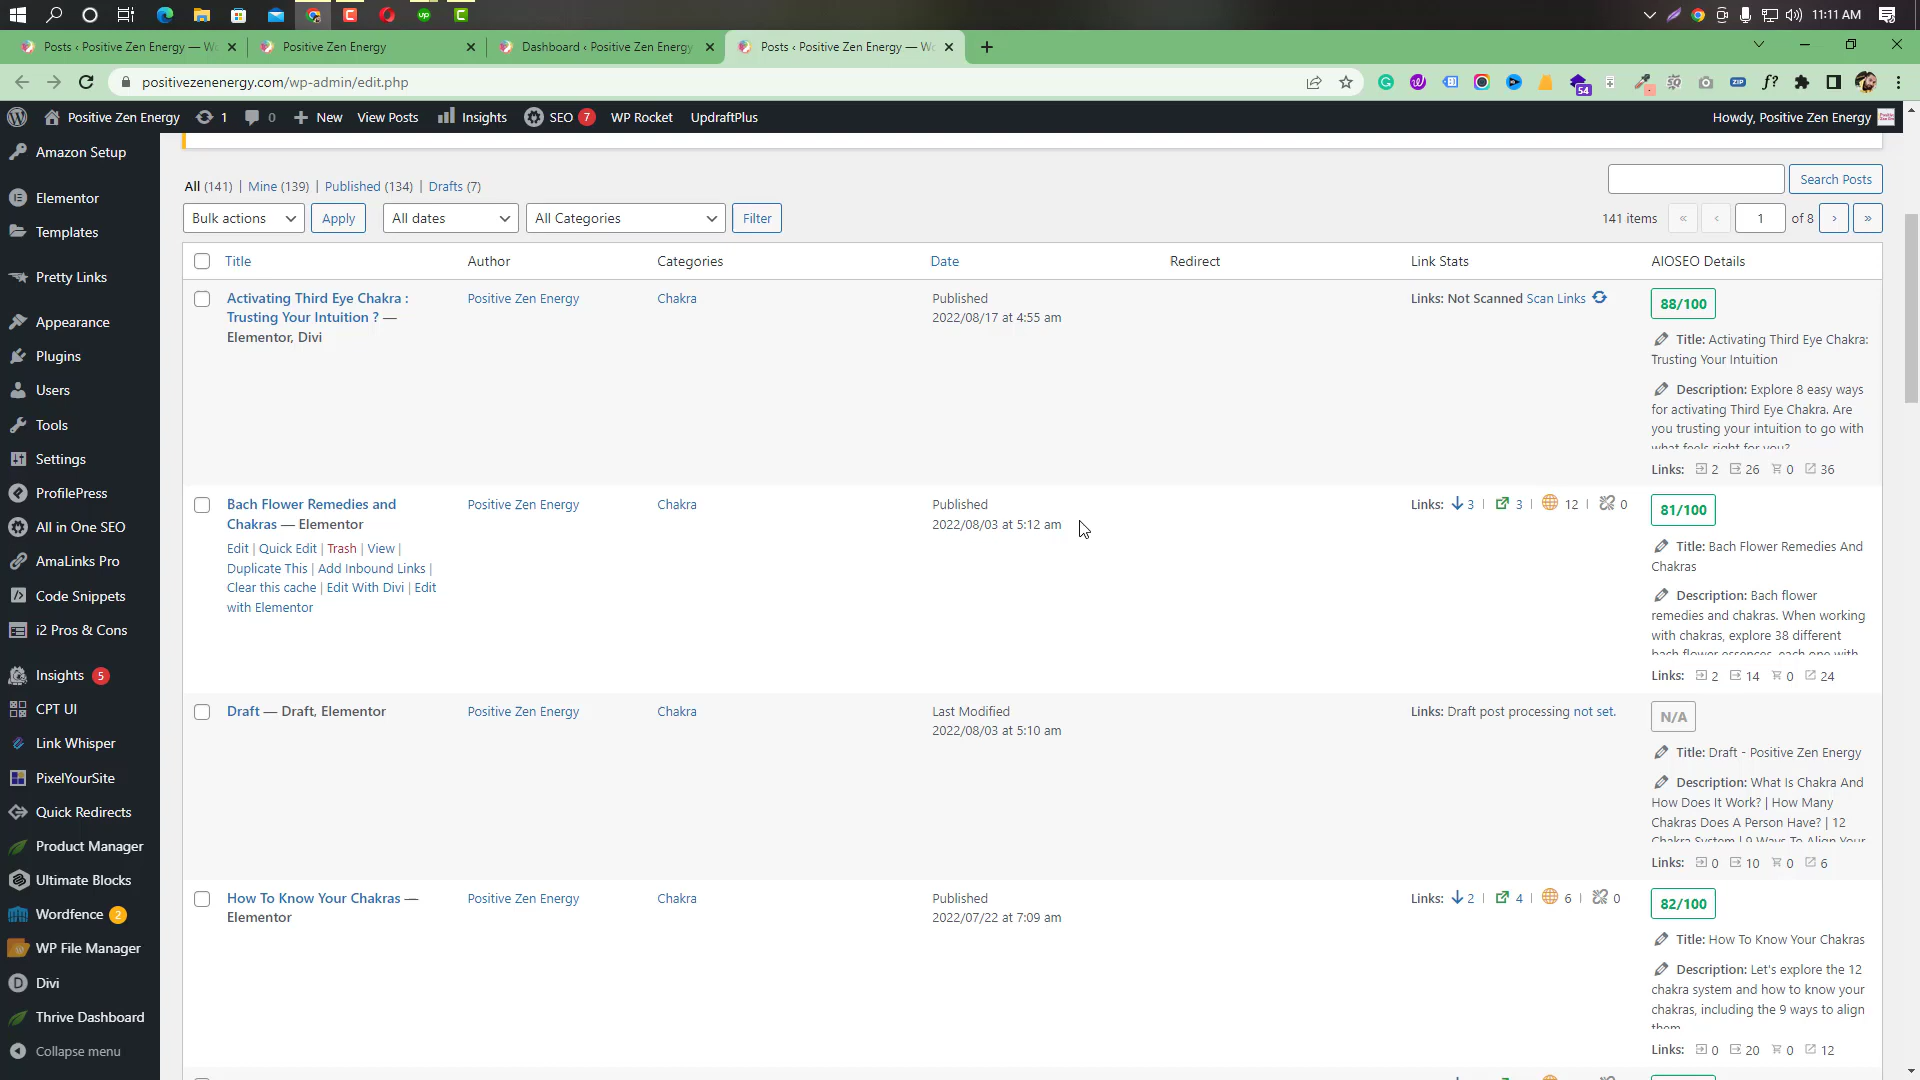 11:11 AM
Posts ‹ Positive Zen Energy — Wo
Positive Zen Energy
Dashboard ‹ Positive Zen Energy
Posts ‹ Positive Zen Energy — Wo
positivezenenergy.com/wp-admin/edit.php
54
Positive Zen Energy
1
0
New
View Posts
Insights
SEO 7
WP Rocket
UpdraftPlus
Howdy, Positive Zen Energy
Amazon Setup
Elementor
Templates
Pretty Links
Appearance
Plugins
Users
Tools
Settings
ProfilePress
All in One SEO
AmaLinks Pro
Code Snippets
i2 Pros & Cons
Insights 5
CPT UI
Link Whisper
PixelYourSite
Quick Redirects
Product Manager
Ultimate Blocks
Wordfence 2
WP File Manager
Divi
Thrive Dashboard
Collapse menu
All (141) | Mine (139) | Published (134) | Drafts (7)
Search Posts
Bulk actions
Apply
All dates
All Categories
Filter
141 items « ‹ 1 of 8 › »
Title
Author
Categories
Date
Redirect
Link Stats
AIOSEO Details
Activating Third Eye Chakra :
Trusting Your Intuition ? —
Elementor, Divi
Positive Zen Energy
Chakra
Published
2022/08/17 at 4:55 am
Links: Not Scanned Scan Links
88/100
Title: Activating Third Eye Chakra:
Trusting Your Intuition
Description: Explore 8 easy ways
for activating Third Eye Chakra. Are
you trusting your intuition to go with
what feels right for you?
Links: 2 26 0 36
Bach Flower Remedies and
Chakras — Elementor
Edit | Quick Edit | Trash | View |
Duplicate This | Add Inbound Links |
Clear this cache | Edit With Divi | Edit
with Elementor
Positive Zen Energy
Chakra
Published
2022/08/03 at 5:12 am
Links: 3 | 3 | 12 | 0
81/100
Title: Bach Flower Remedies And
Chakras
Description: Bach flower
remedies and chakras. When working
with chakras, explore 38 different
bach flower essences, each one with
Links: 2 14 0 24
Draft — Draft, Elementor
Positive Zen Energy
Chakra
Last Modified
2022/08/03 at 5:10 am
Links: Draft post processing not set.
N/A
Title: Draft - Positive Zen Energy
Description: What Is Chakra And
How Does It Work? | How Many
Chakras Does A Person Have? | 12
Chakra System | 9 Ways To Align Your
Links: 0 10 0 6
How To Know Your Chakras —
Elementor
Positive Zen Energy
Chakra
Published
2022/07/22 at 7:09 am
Links: 2 | 4 | 6 | 0
82/100
Title: How To Know Your Chakras
Description: Let's explore the 12
chakra system and how to know your
chakras, including the 9 ways to align
them
Links: 0 20 0 12